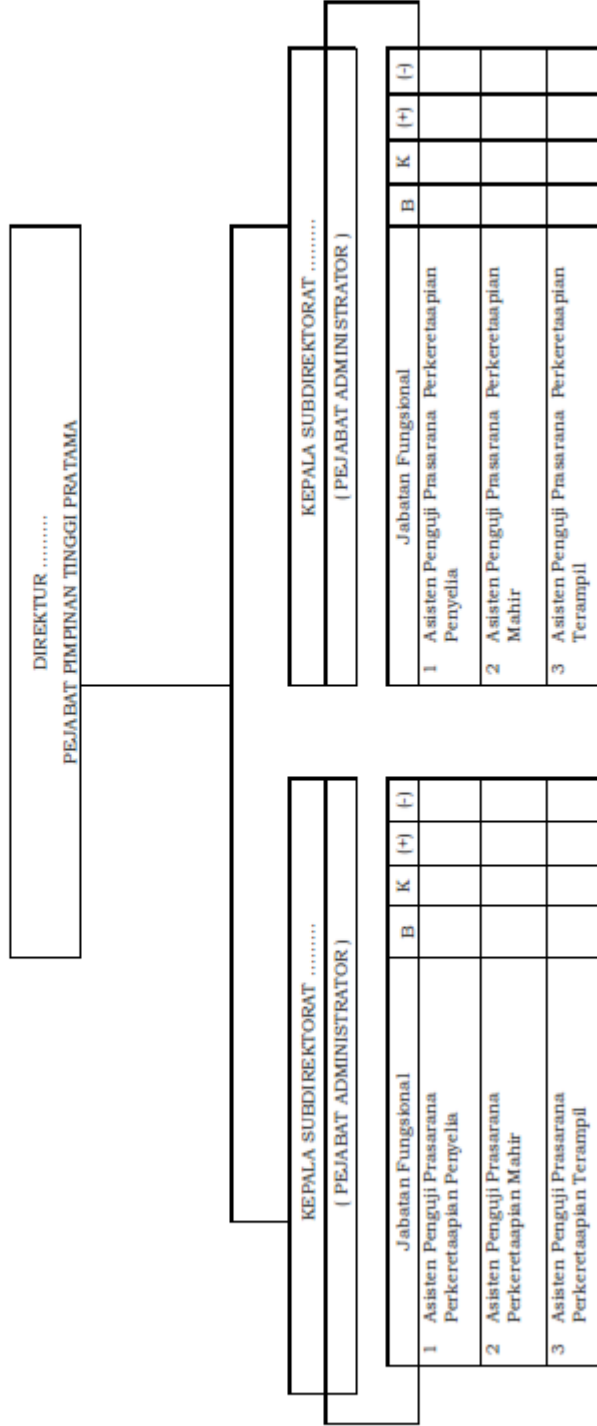 DIREKTUR .........
PEJABAT PIMPINAN TINGGI PRATAMA
KEPALA SUBDIREKTORAT .........
( PEJABAT ADMINISTRATOR )
Jabatan Fungsional B K (+) (-)
1 Asisten Penguji Prasarana
Perkeretaapian Penyelia
2 Asisten Penguji Prasarana
Perkeretaapian Mahir
3 Asisten Penguji Prasarana
Perkeretaapian Terampil
KEPALA SUBDIREKTORAT .........
( PEJABAT ADMINISTRATOR )
Jabatan Fungsional B K (+) (-)
1 Asisten Penguji Prasarana Perkeretaapian
Penyelia
2 Asisten Penguji Prasarana Perkeretaapian
Mahir
3 Asisten Penguji Prasarana Perkeretaapian
Terampil